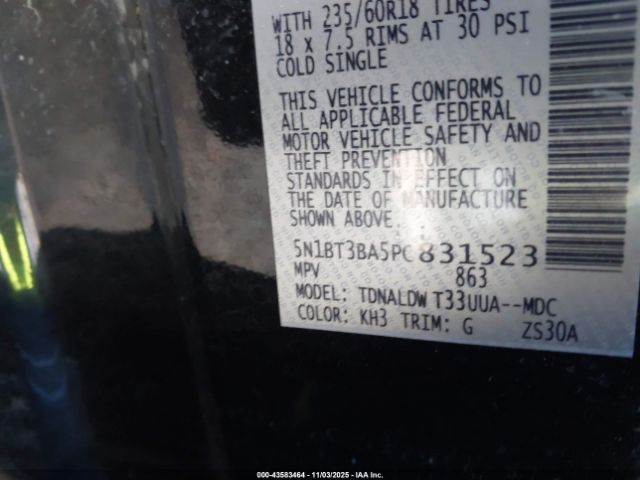 WITH 235/60R18 TIRES
18 x 7.5 RIMS AT 30 PSI
COLD SINGLE
THIS VEHICLE CONFORMS TO
ALL APPLICABLE FEDERAL
MOTOR VEHICLE SAFETY AND
THEFT PREVENTION
STANDARDS IN EFFECT ON
THE DATE OF MANUFACTURE
SHOWN ABOVE.
5N1BT3BA5PC831523
MPV 863
MODEL: TDNALDW T33UUA--MDC
COLOR: KH3 TRIM: G ZS30A
000-43583464 - 11/03/2025 - IAA Inc.